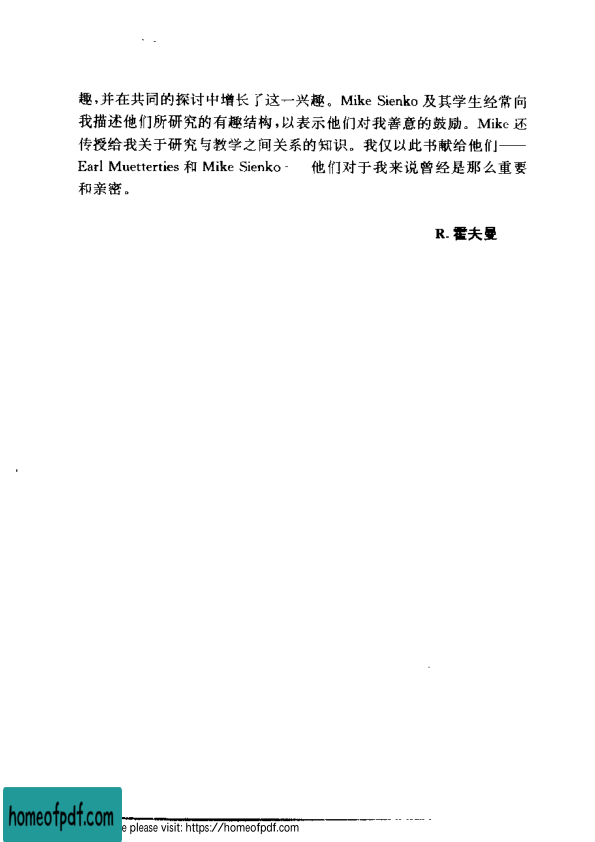 趣,并在共同的探讨中增长了这一兴趣。Mike Sienko 及其学生经常向
我描述他们所研究的有趣结构,以表示他们对我善意的鼓励。Mike 还
传授给我关于研究与教学之间关系的知识。我仅以此书献给他们——
Earl Muetterties 和 Mike Sienko - 他们对于我来说曾经是那么重要
和亲密。
R. 霍夫曼
homeofpdf.com
e please visit: https://homeofpdf.com